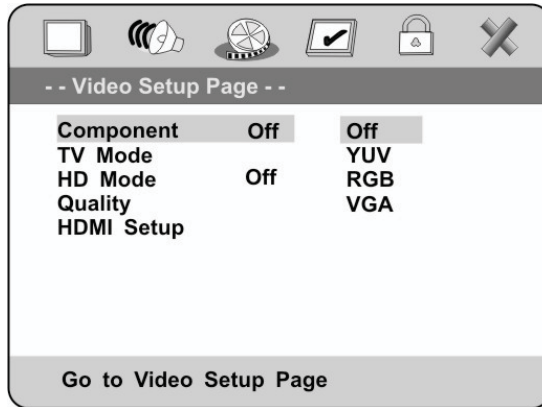 - - Video Setup Page - -
Component Off Off
TV Mode YUV
HD Mode Off RGB
Quality VGA
HDMI Setup
Go to Video Setup Page